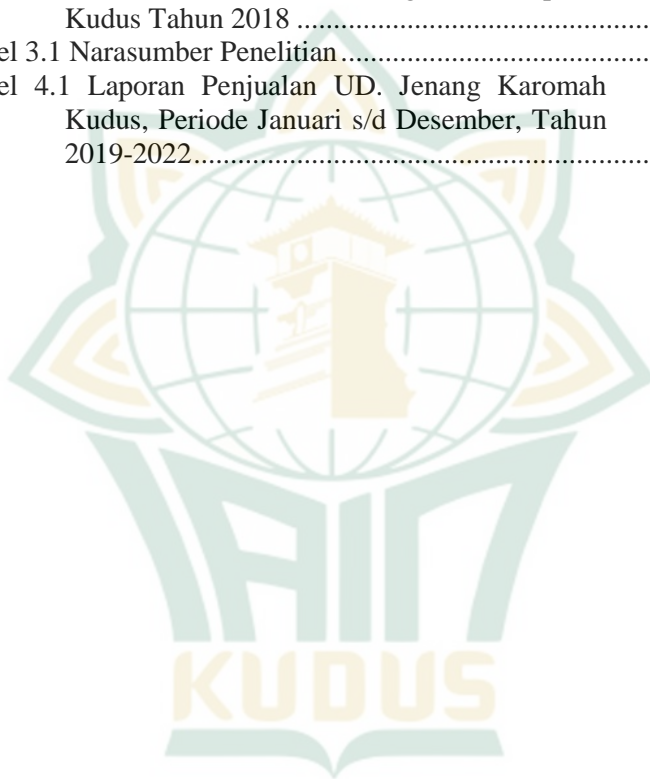 Kudus Tahun 2018 ................................................
el 3.1 Narasumber Penelitian ..........................................
el 4.1 Laporan Penjualan UD. Jenang Karomah
Kudus, Periode Januari s/d Desember, Tahun
2019-2022..............................................................
IAIN
KUDUS